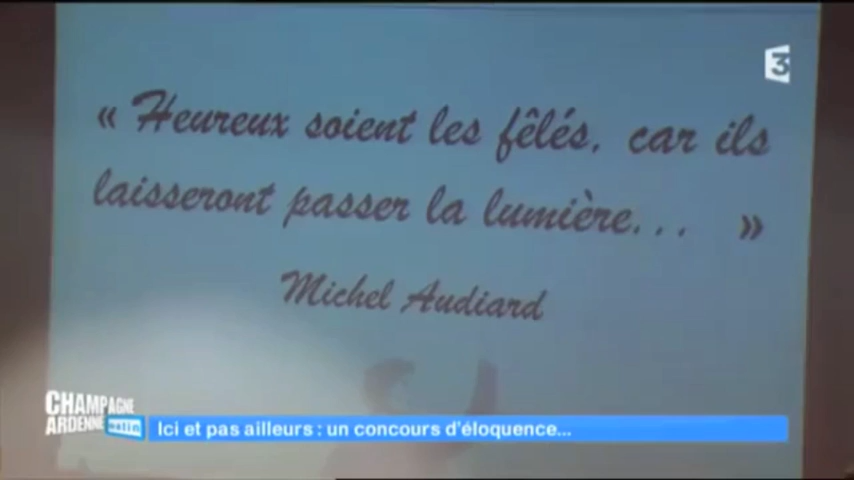 3
« Heureux soient les fêlés, car ils
laisseront passer la lumière... »
Michel Audiard
CHAMPAGNE
ARDENNE matin
Ici et pas ailleurs : un concours d'éloquence...